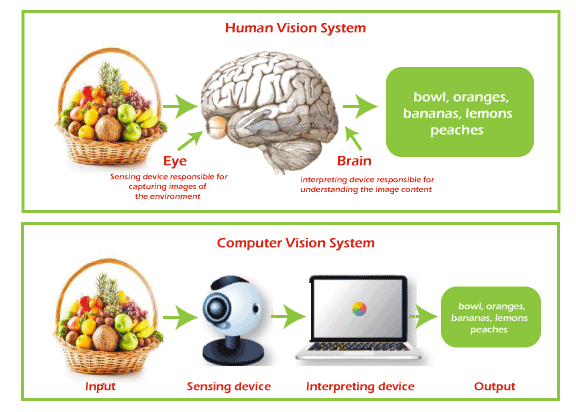 Human Vision System
bowl, oranges,
bananas, lemons
peaches
Eye
Sensing device responsible for
capturing images of
the environment
Brain
Interpreting device responsible for
understanding the image content
Computer Vision System
bowl, oranges,
bananas, lemons
peaches
Input
Sensing device
Interpreting device
Output